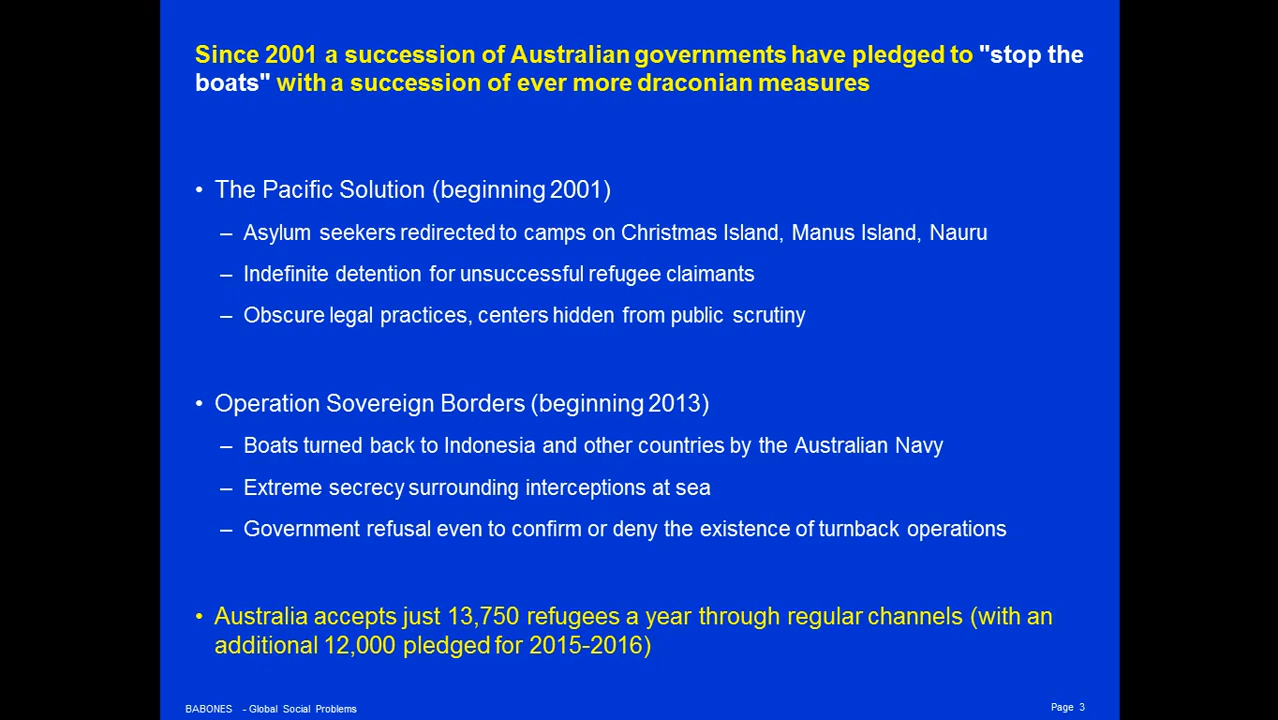 Since 2001 a succession of Australian governments have pledged to "stop the
boats" with a succession of ever more draconian measures
• The Pacific Solution (beginning 2001)
– Asylum seekers redirected to camps on Christmas Island, Manus Island, Nauru
– Indefinite detention for unsuccessful refugee claimants
– Obscure legal practices, centers hidden from public scrutiny
• Operation Sovereign Borders (beginning 2013)
– Boats turned back to Indonesia and other countries by the Australian Navy
– Extreme secrecy surrounding interceptions at sea
– Government refusal even to confirm or deny the existence of turnback operations
• Australia accepts just 13,750 refugees a year through regular channels (with an
additional 12,000 pledged for 2015-2016)
BABONES - Global Social Problems
Page 3